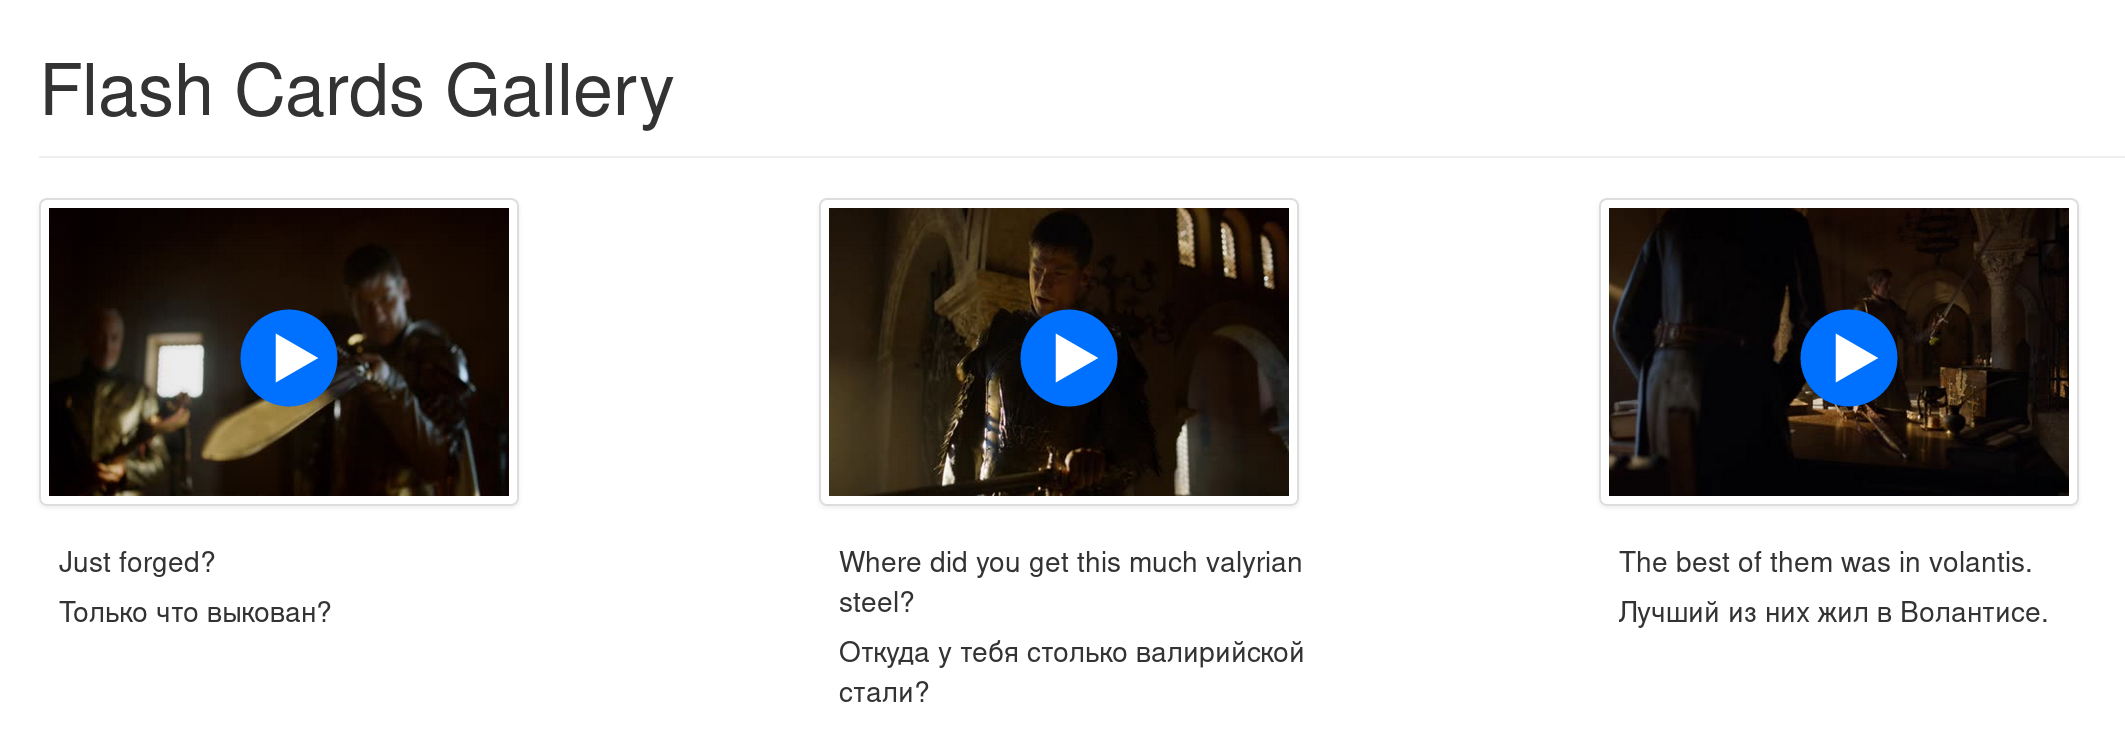 Flash Cards Gallery
Just forged?
Только что выкован?
Where did you get this much valyrian
steel?
Откуда у тебя столько валирийской
стали?
The best of them was in volantis.
Лучший из них жил в Волантисе.